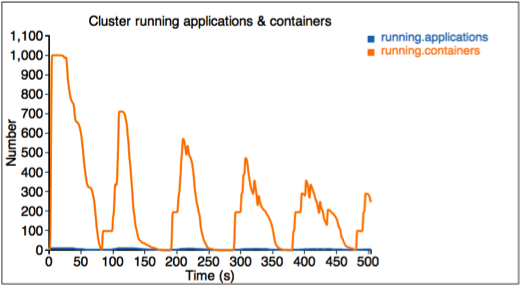 Cluster running applications & containers
running.applications
running.containers
1,100
1,000
900
800
700
600
500
400
300
200
100
0
Number
0 50 100 150 200 250 300 350 400 450 500
Time (s)